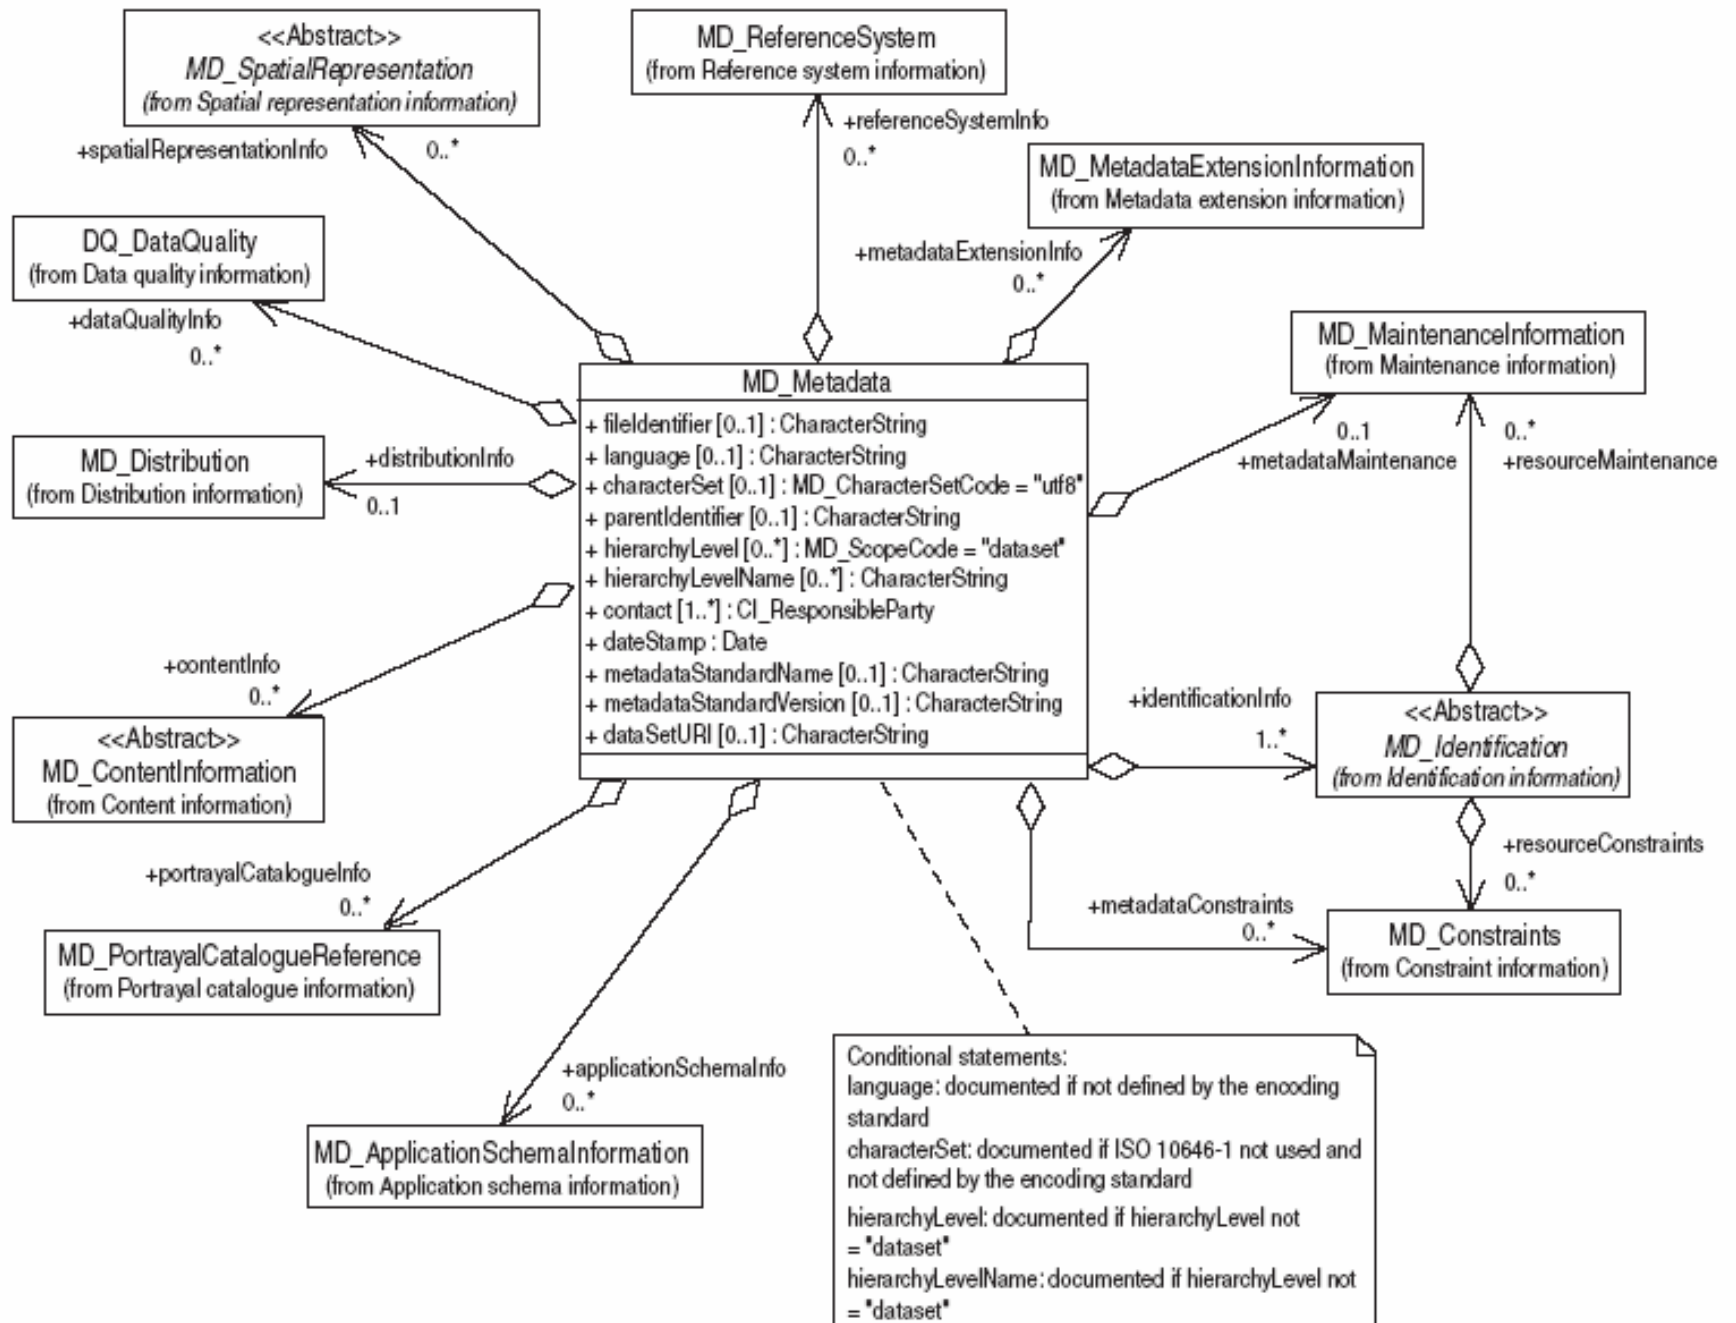 <<Abstract>>
MD_SpatialRepresentation
(from Spatial representation information)
+spatialRepresentationInfo
0..*
MD_ReferenceSystem
(from Reference system information)
+referenceSystemInfo
0..*
MD_MetadataExtensionInformation
(from Metadata extension information)
+metadataExtensionInfo
0..*
DQ_DataQuality
(from Data quality information)
+dataQualityInfo
0..*
MD_MaintenanceInformation
(from Maintenance information)
0..1
+metadataMaintenance
0..*
+resourceMaintenance
MD_Distribution
(from Distribution information)
+distributionInfo
0..1
MD_Metadata
+ fileIdentifier [0..1] : CharacterString
+ language [0..1] : CharacterString
+ characterSet [0..1] : MD_CharacterSetCode = "utf8"
+ parentIdentifier [0..1] : CharacterString
+ hierarchyLevel [0..*] : MD_ScopeCode = "dataset"
+ hierarchyLevelName [0..*] : CharacterString
+ contact [1..*] : CI_ResponsibleParty
+ dateStamp : Date
+ metadataStandardName [0..1] : CharacterString
+ metadataStandardVersion [0..1] : CharacterString
+ dataSetURI [0..1] : CharacterString
+contentInfo
0..*
<<Abstract>>
MD_ContentInformation
(from Content information)
+identificationInfo
1..*
<<Abstract>>
MD_Identification
(from Identification information)
+resourceConstraints
0..*
+portrayalCatalogueInfo
0..*
MD_PortrayalCatalogueReference
(from Portrayal catalogue information)
+metadataConstraints
0..*
MD_Constraints
(from Constraint information)
+applicationSchemaInfo
0..*
MD_ApplicationSchemaInformation
(from Application schema information)
Conditional statements:
language: documented if not defined by the encoding
standard
characterSet: documented if ISO 10646-1 not used and
not defined by the encoding standard
hierarchyLevel: documented if hierarchyLevel not
= "dataset"
hierarchyLevelName: documented if hierarchyLevel not
= "dataset"